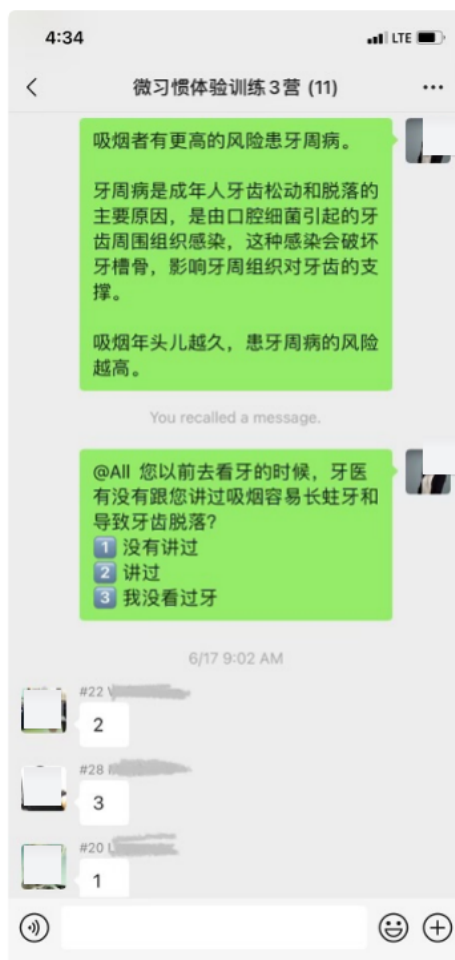 4:34
LTE
微习惯体验训练3营 (11)
吸烟者有更高的风险患牙周病。
牙周病是成年人牙齿松动和脱落的
主要原因，是由口腔细菌引起的牙
齿周围组织感染，这种感染会破坏
牙槽骨，影响牙周组织对牙齿的支
撑。
吸烟年头儿越久，患牙周病的风险
越高。
You recalled a message.
@All 您以前去看牙的时候，牙医
有没有跟您讲过吸烟容易长蛀牙和
导致牙齿脱落?
1 没有讲过
2 讲过
3 我没看过牙
6/17 9:02 AM
#22
2
#28
3
#20
1